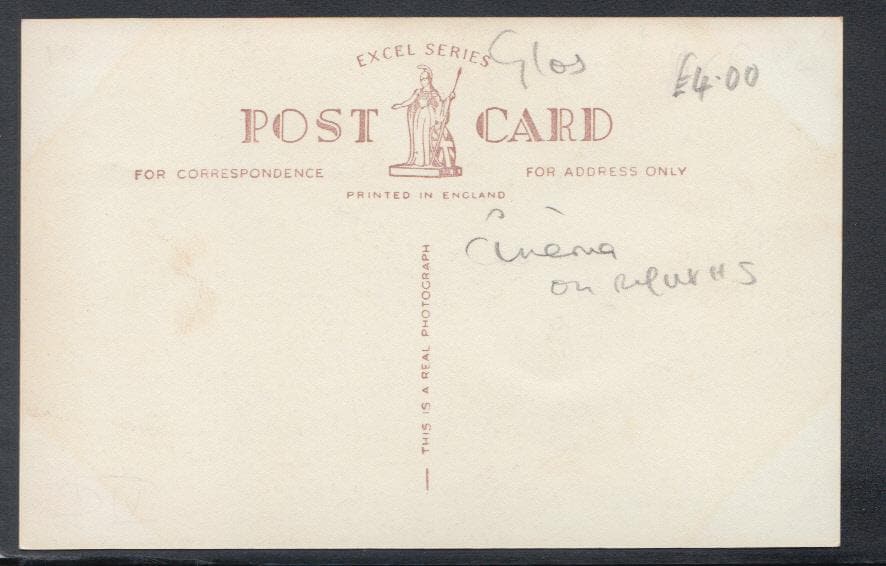 EXCEL SERIES
Glos
£4.00
POST CARD
FOR CORRESPONDENCE
FOR ADDRESS ONLY
PRINTED IN ENGLAND
Cinema
on
THIS IS A REAL PHOTOGRAPH